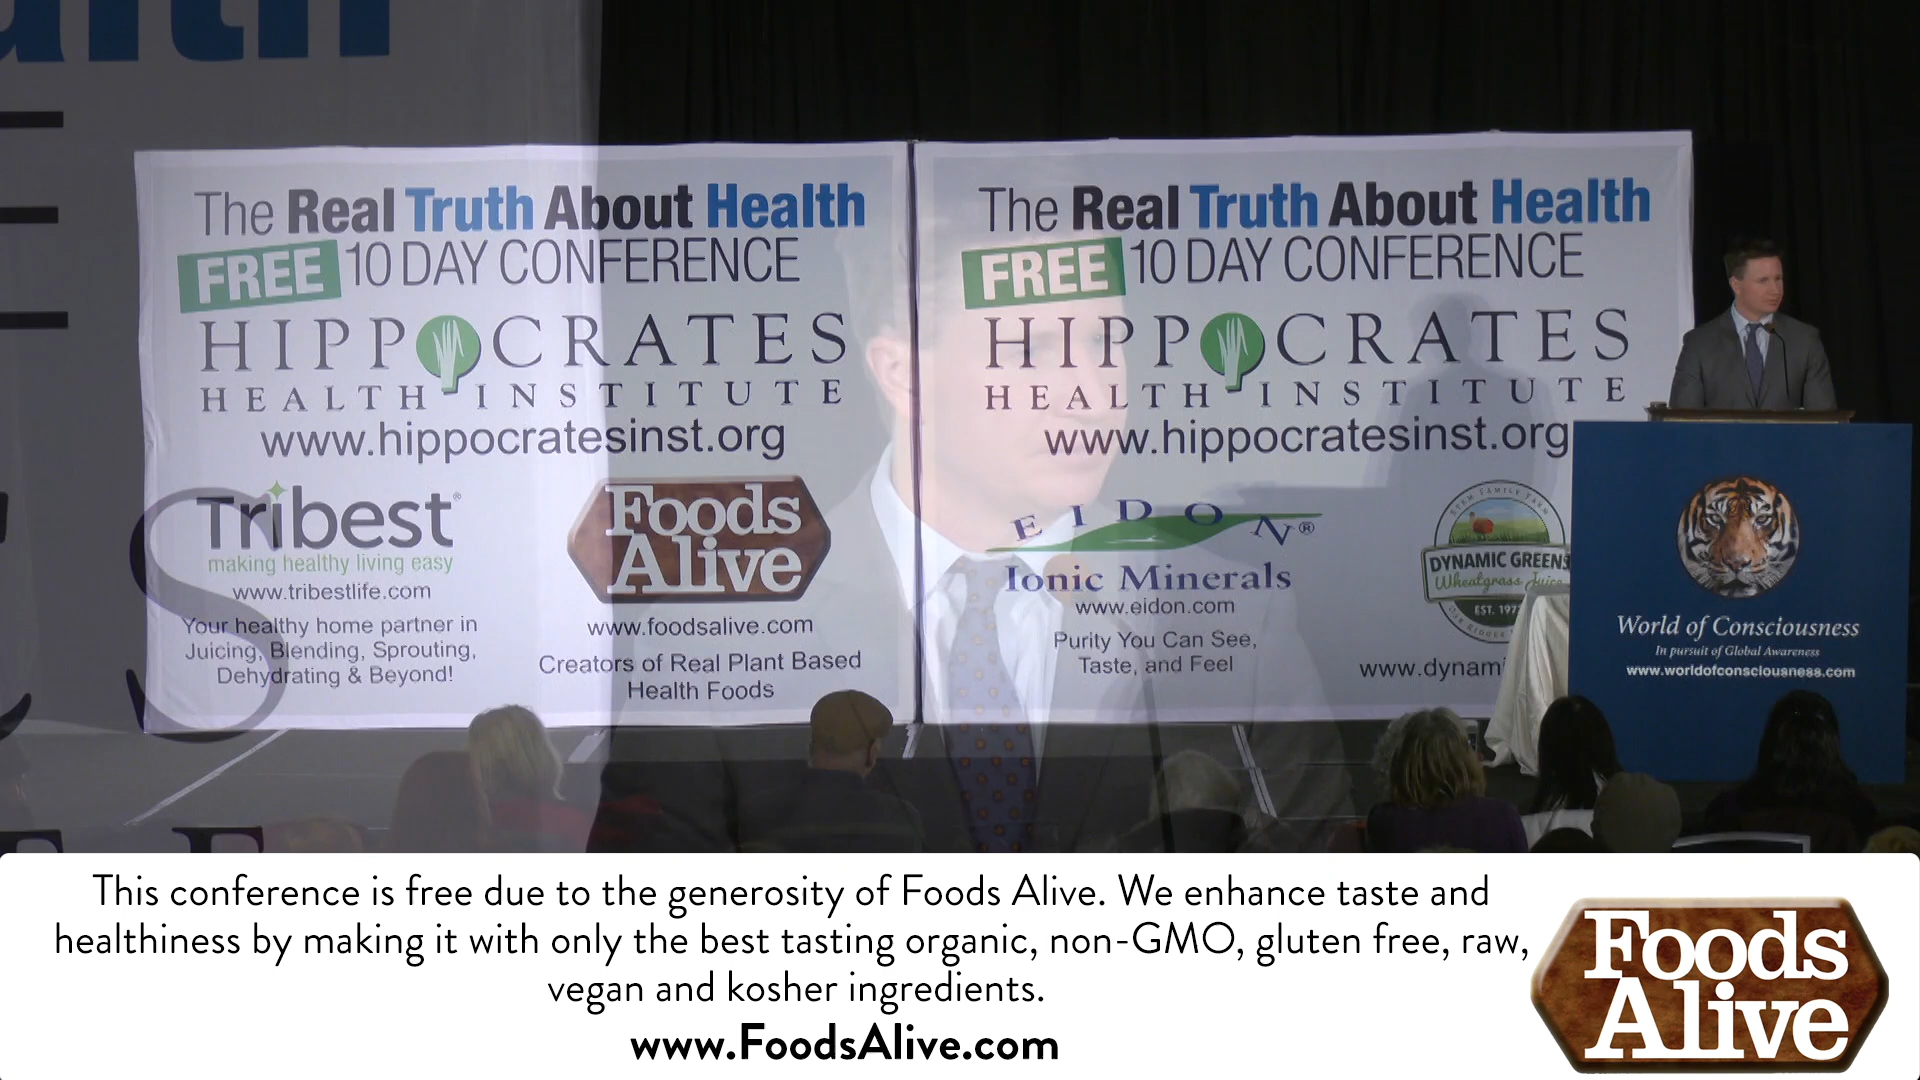 alth
The Real Truth About Health
FREE 10 DAY CONFERENCE
HIPPOCRATES
HEALTH INSTITUTE
www.hippocratesinst.org
Tribest®
making healthy living easy
www.tribestlife.com
Your healthy home partner in
Juicing, Blending, Sprouting,
Dehydrating & Beyond!
Foods
Alive
www.foodsalive.com
Creators of Real Plant Based
Health Foods
The Real Truth About Health
FREE 10 DAY CONFERENCE
HIPPOCRATES
HEALTH INSTITUTE
www.hippocratesinst.org
EIDON®
Ionic Minerals
www.eidon.com
Purity You Can See,
Taste, and Feel
DYNAMIC GREENS
Wheatgrass Juice
EST. 197
www.dynam
World of Consciousness
In pursuit of Global Awareness
www.worldofconsciousness.com
S
This conference is free due to the generosity of Foods Alive. We enhance taste and
healthiness by making it with only the best tasting organic, non-GMO, gluten free, raw,
vegan and kosher ingredients.
www.FoodsAlive.com
Foods
Alive